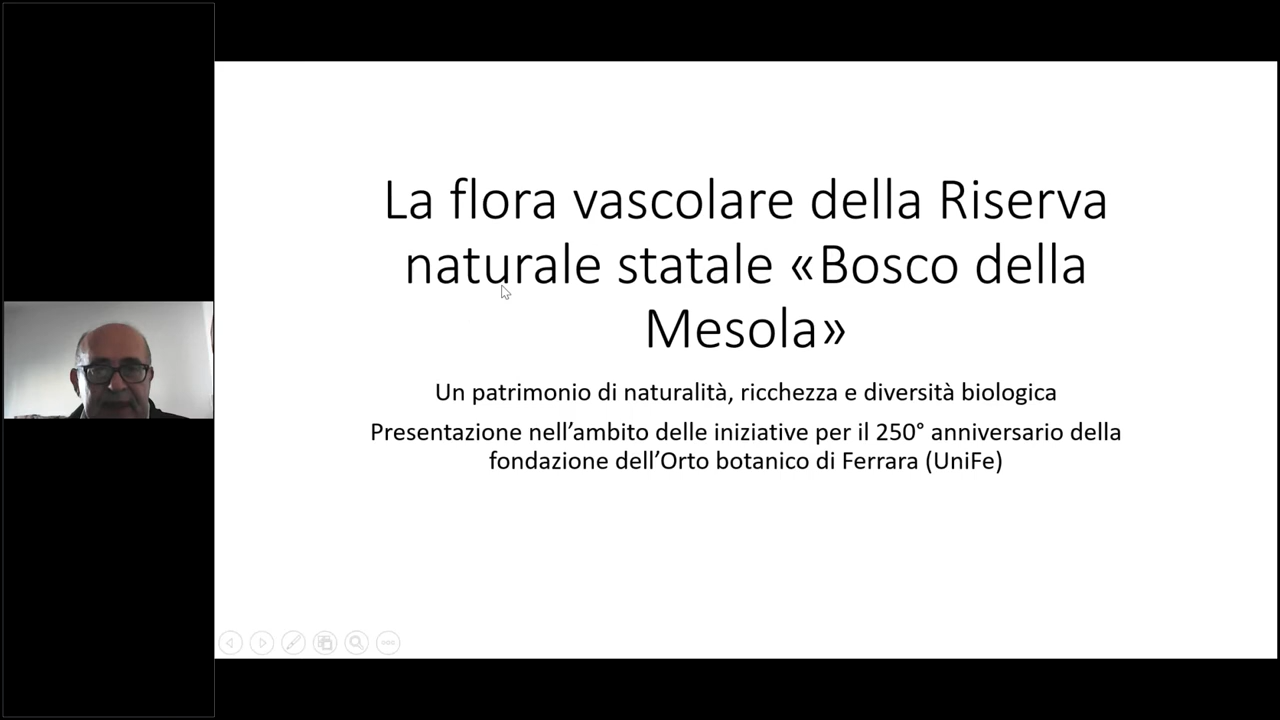 La flora vascolare della Riserva
naturale statale «Bosco della
Mesola»
Un patrimonio di naturalità, ricchezza e diversità biologica
Presentazione nell’ambito delle iniziative per il 250° anniversario della
fondazione dell’Orto botanico di Ferrara (UniFe)